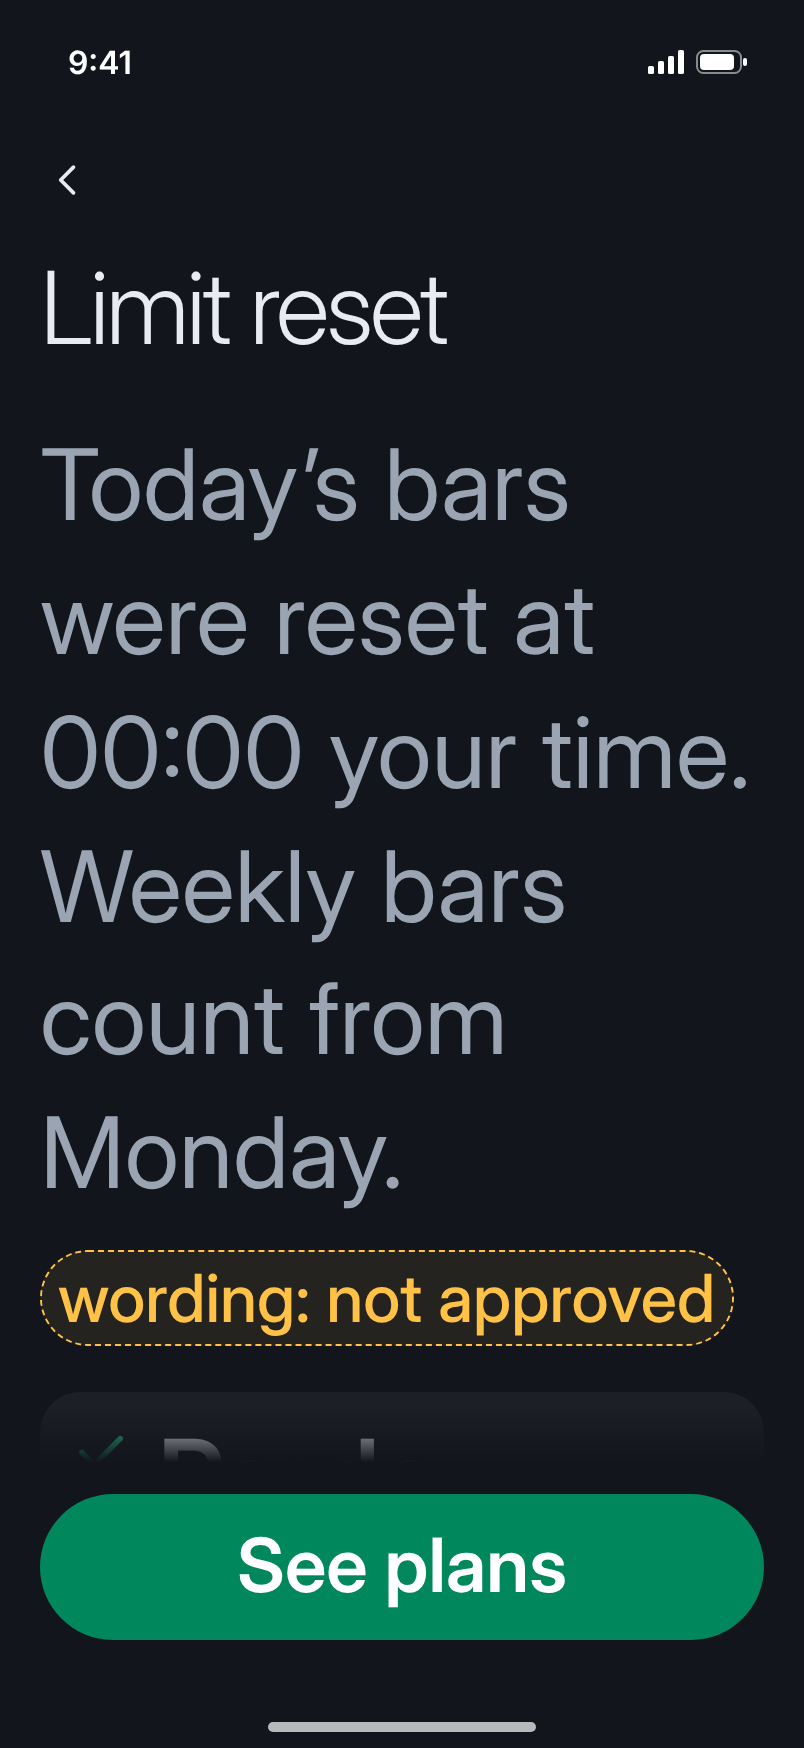 9:41
Limit reset
Today’s bars
were reset at
00:00 your time.
Weekly bars
count from
Monday.
wording: not approved
See plans